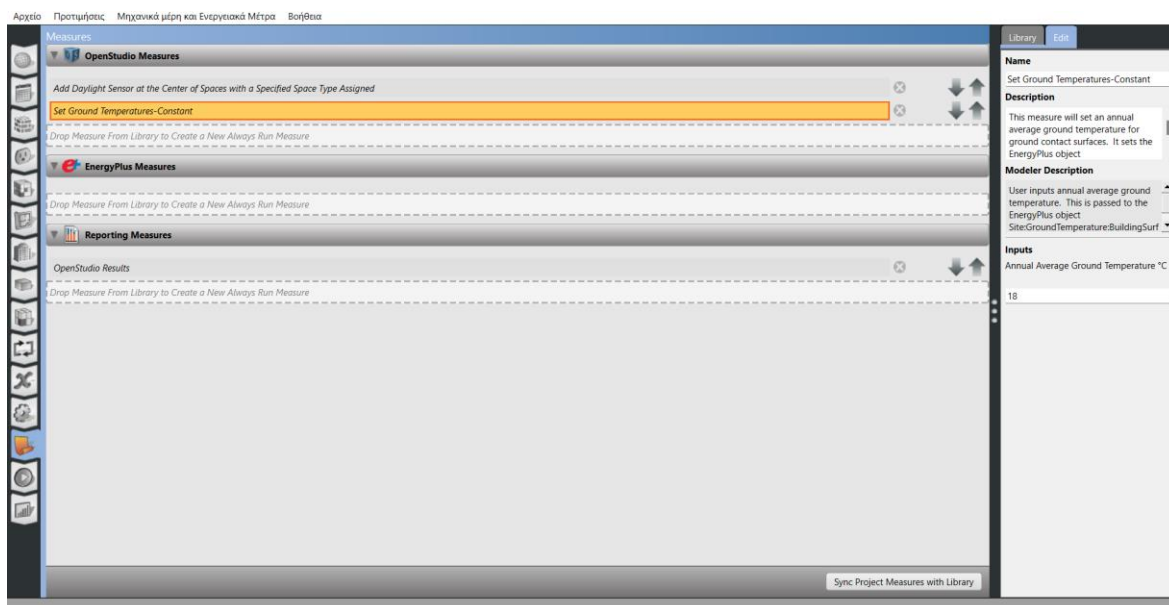 Αρχείο Προτιμήσεις Μηχανικά μέρη και Ενεργειακά Μέτρα Βοήθεια
Measures
OpenStudio Measures
Add Daylight Sensor at the Center of Spaces with a Specified Space Type Assigned
Set Ground Temperatures-Constant
Drop Measure From Library to Create a New Always Run Measure
EnergyPlus Measures
Drop Measure From Library to Create a New Always Run Measure
Reporting Measures
OpenStudio Results
Drop Measure From Library to Create a New Always Run Measure
Sync Project Measures with Library
Library Edit
Name
Set Ground Temperatures-Constant
Description
This measure will set an annual
average ground temperature for
ground contact surfaces. It sets the
EnergyPlus object
Modeler Description
User inputs annual average ground
temperature. This is passed to the
EnergyPlus object
Site:GroundTemperature:BuildingSurf
Inputs
Annual Average Ground Temperature °C
18